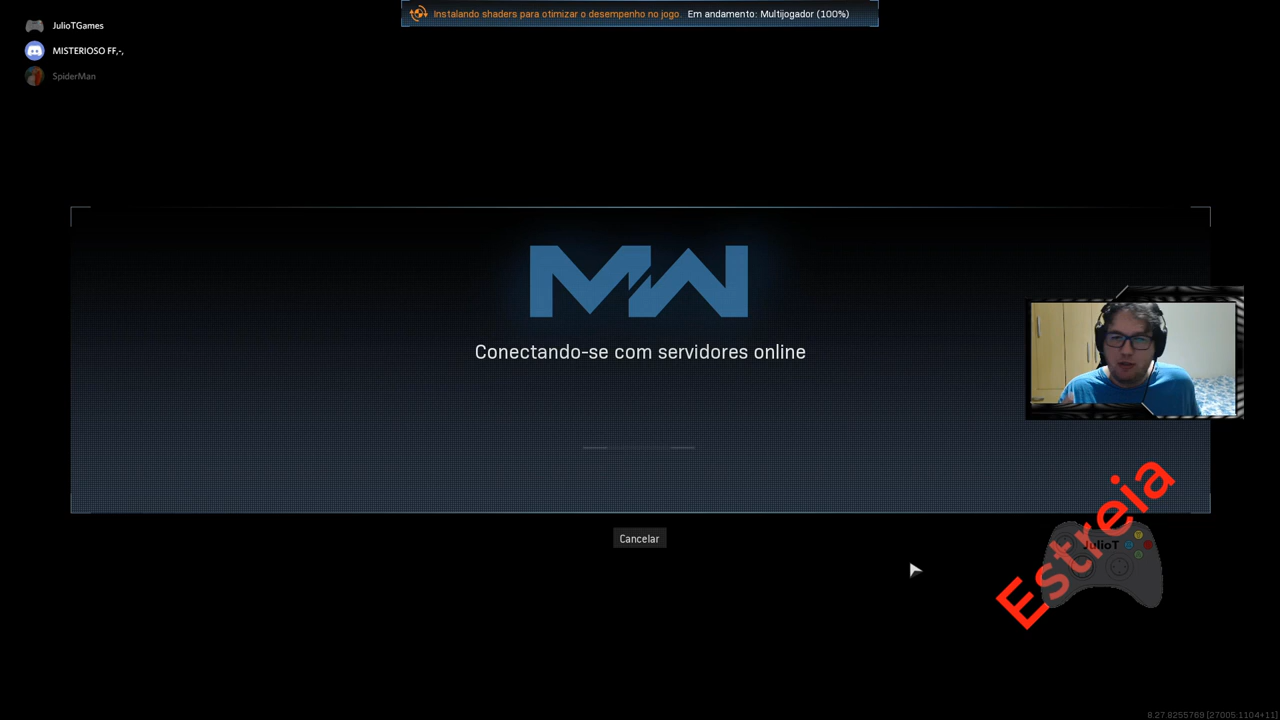 JulioTGames
MISTERIOSO FF,-,
SpiderMan
Instalando shaders para otimizar o desempenho no jogo. Em andamento: Multijogador (100%)
MW
Conectando-se com servidores online
Cancelar
Estreia
JulioT
8.27.8255769 [27005:1104+11]